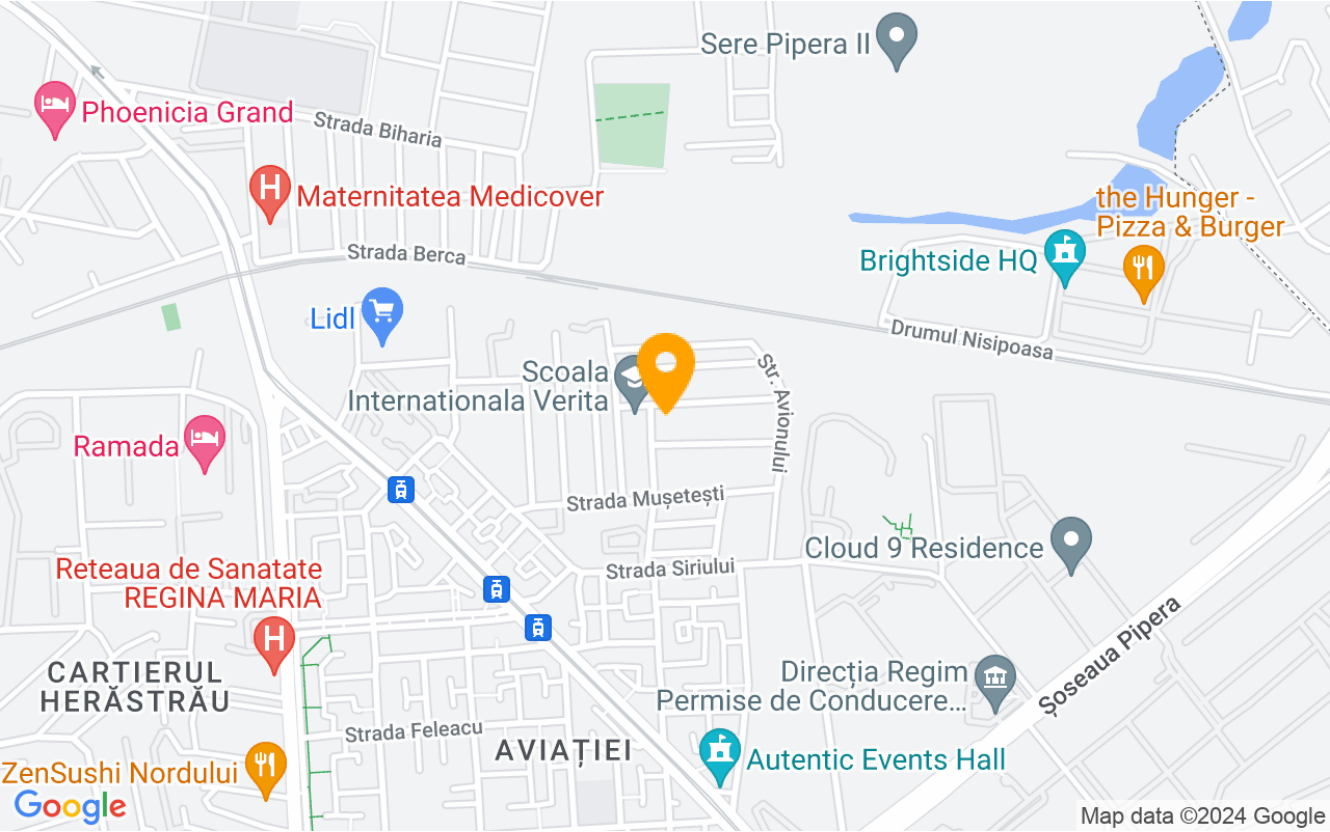 Sere Pipera II
Phoenicia Grand
Strada Biharia
Maternitatea Medicover
the Hunger -
Pizza & Burger
Strada Berca
Brightside HQ
Lidl
Drumul Nisipoasa
Scoala
Internationala Verita
Str. Avionului
Ramada
Strada Mușetești
Cloud 9 Residence
Reteaua de Sanatate
REGINA MARIA
Strada Siriului
Șoseaua Pipera
CARTIERUL
HERĂSTRĂU
Direcția Regim
Permise de Conducere...
Strada Feleacu
AVIAȚIEI
Autentic Events Hall
ZenSushi Nordului
Google
Map data ©2024 Google